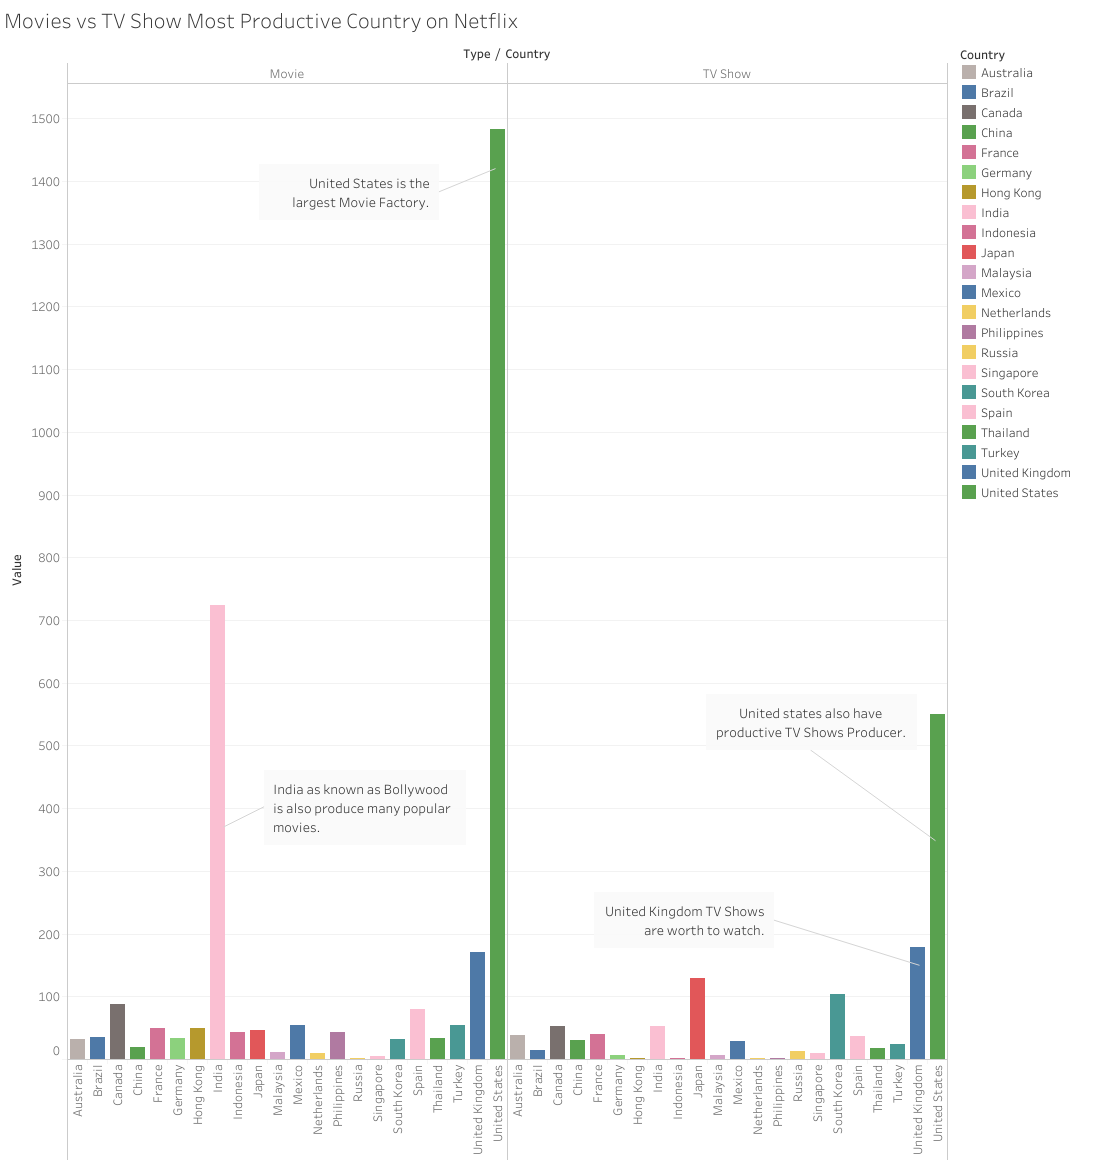 Movies vs TV Show Most Productive Country on Netflix
Type / Country
Movie
TV Show
Value
1500
1400
1300
1200
1100
1000
900
800
700
600
500
400
300
200
100
0
United States is the
largest Movie Factory.
India as known as Bollywood
is also produce many popular
movies.
United states also have
productive TV Shows Producer.
United Kingdom TV Shows
are worth to watch.
Australia
Brazil
Canada
China
France
Germany
Hong Kong
India
Indonesia
Japan
Malaysia
Mexico
Netherlands
Philippines
Russia
Singapore
South Korea
Spain
Thailand
Turkey
United Kingdom
United States
Australia
Brazil
Canada
China
France
Germany
Hong Kong
India
Indonesia
Japan
Malaysia
Mexico
Netherlands
Philippines
Russia
Singapore
South Korea
Spain
Thailand
Turkey
United Kingdom
United States
Country
Australia
Brazil
Canada
China
France
Germany
Hong Kong
India
Indonesia
Japan
Malaysia
Mexico
Netherlands
Philippines
Russia
Singapore
South Korea
Spain
Thailand
Turkey
United Kingdom
United States